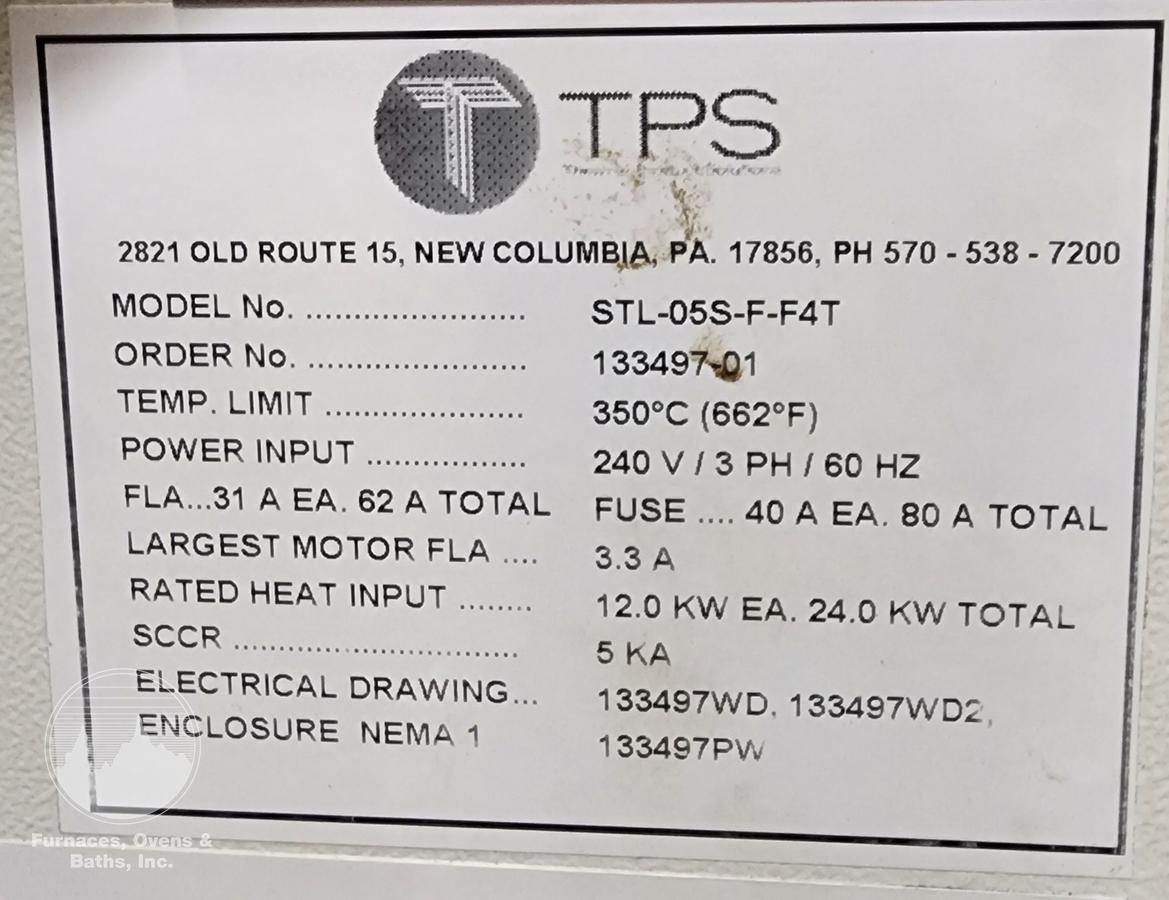 TPS
2821 OLD ROUTE 15, NEW COLUMBIA, PA. 17856, PH 570 - 538 - 7200
MODEL No. ....................... STL-05S-F-F4T
ORDER No. ....................... 133497-01
TEMP. LIMIT ..................... 350°C (662°F)
POWER INPUT ................. 240 V / 3 PH / 60 HZ
FLA...31 A EA. 62 A TOTAL FUSE .... 40 A EA. 80 A TOTAL
LARGEST MOTOR FLA .... 3.3 A
RATED HEAT INPUT ........ 12.0 KW EA. 24.0 KW TOTAL
SCCR ............................... 5 KA
ELECTRICAL DRAWING... 133497WD, 133497WD2,
ENCLOSURE NEMA 1 133497PW
Furnaces, Ovens &
Baths, Inc.